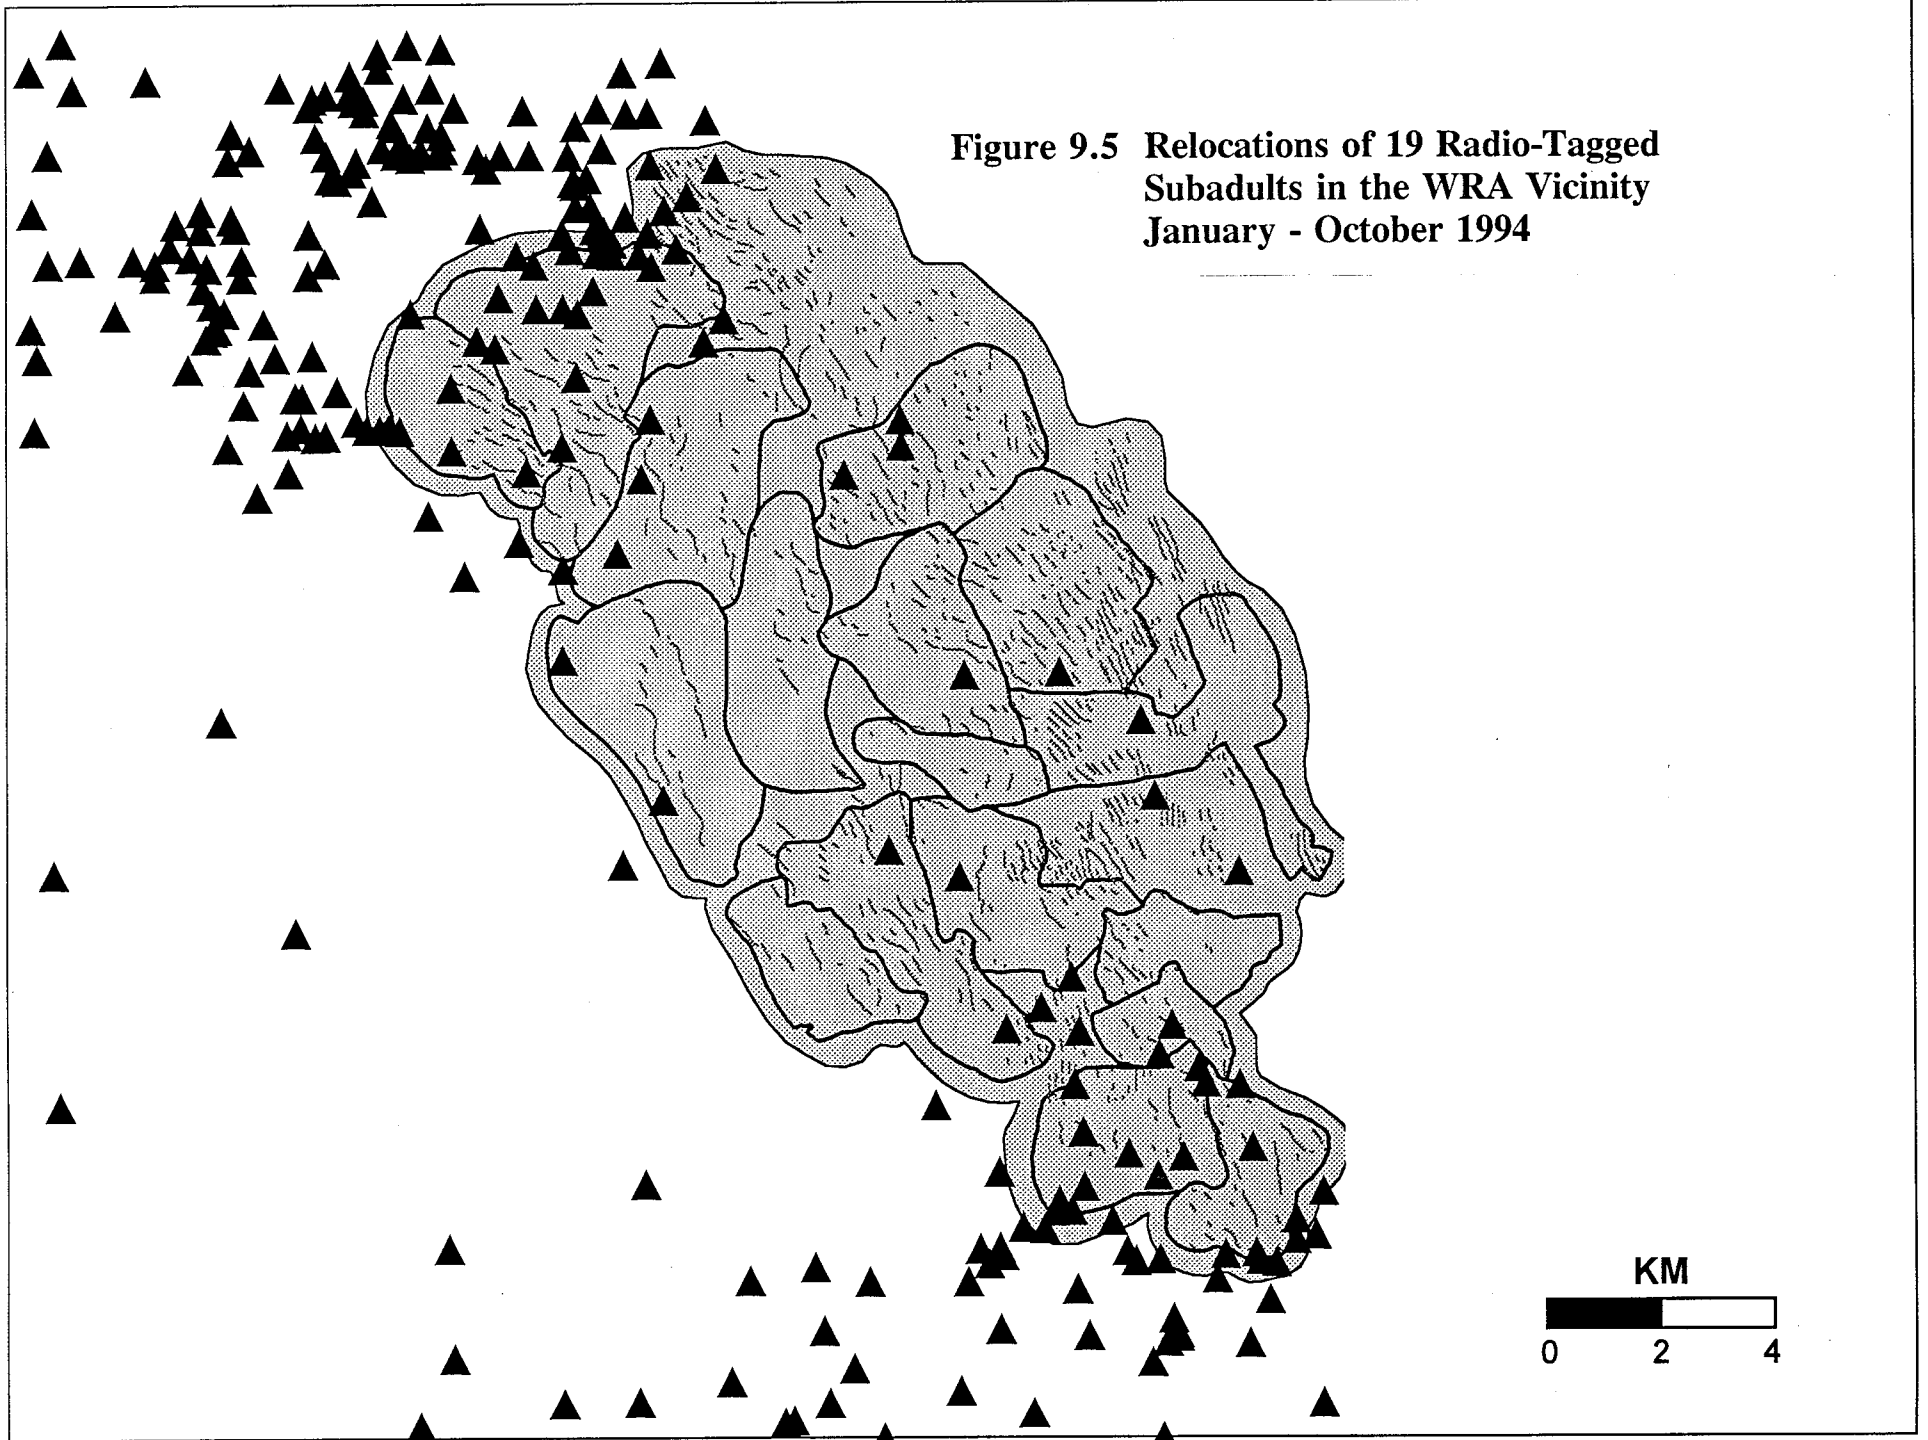 Figure 9.5 Relocations of 19 Radio-Tagged
Subadults in the WRA Vicinity
January - October 1994
KM
0 2 4